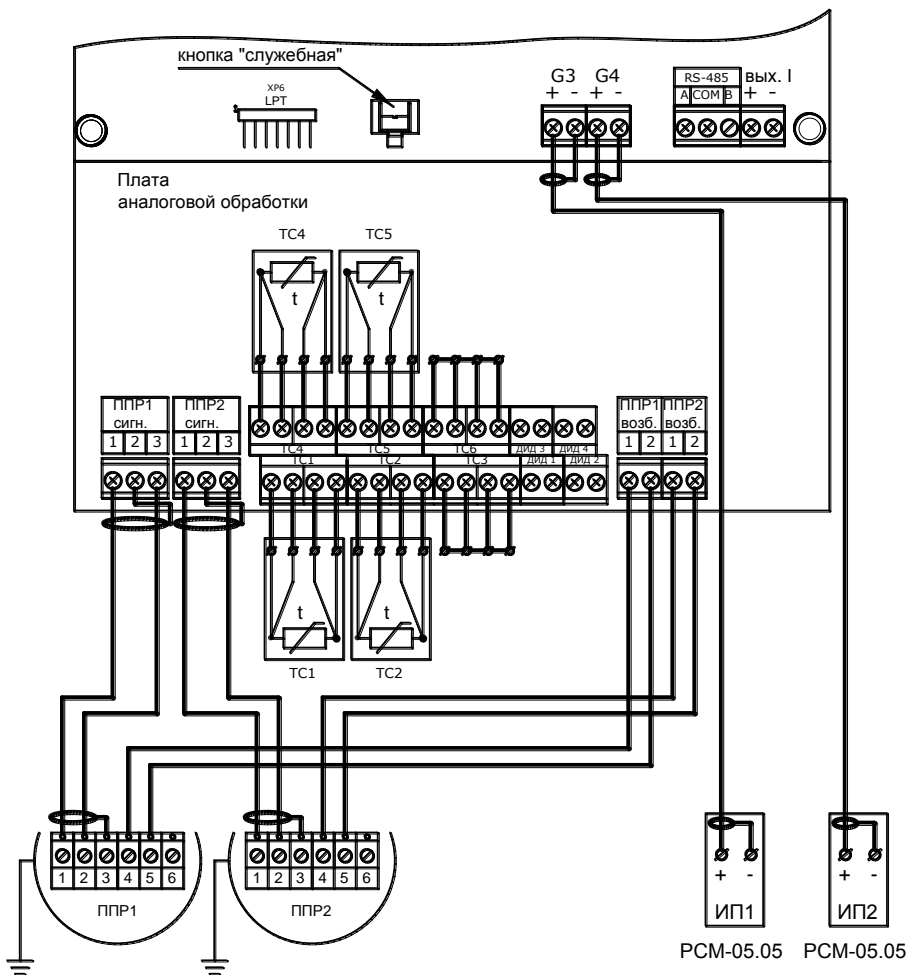 кнопка "служебная"
XP6
LPT
G3 G4
+ - + -
RS-485 вых. I
A COM B + -
Плата
аналоговой обработки
ТС4 ТС5
t t
ППР1 ППР2
сигн. сигн.
1 2 3 1 2 3
ППР1 ППР2
возб. возб.
1 2 1 2
ТС4 ТС5 ТС6 ДИД 3 ДИД 4
ТС1 ТС2 ТС3 ДИД 1 ДИД 2
t t
ТС1 ТС2
1 2 3 4 5 6
ППР1
1 2 3 4 5 6
ППР2
+ -
ИП1
+ -
ИП2
РСМ-05.05 РСМ-05.05